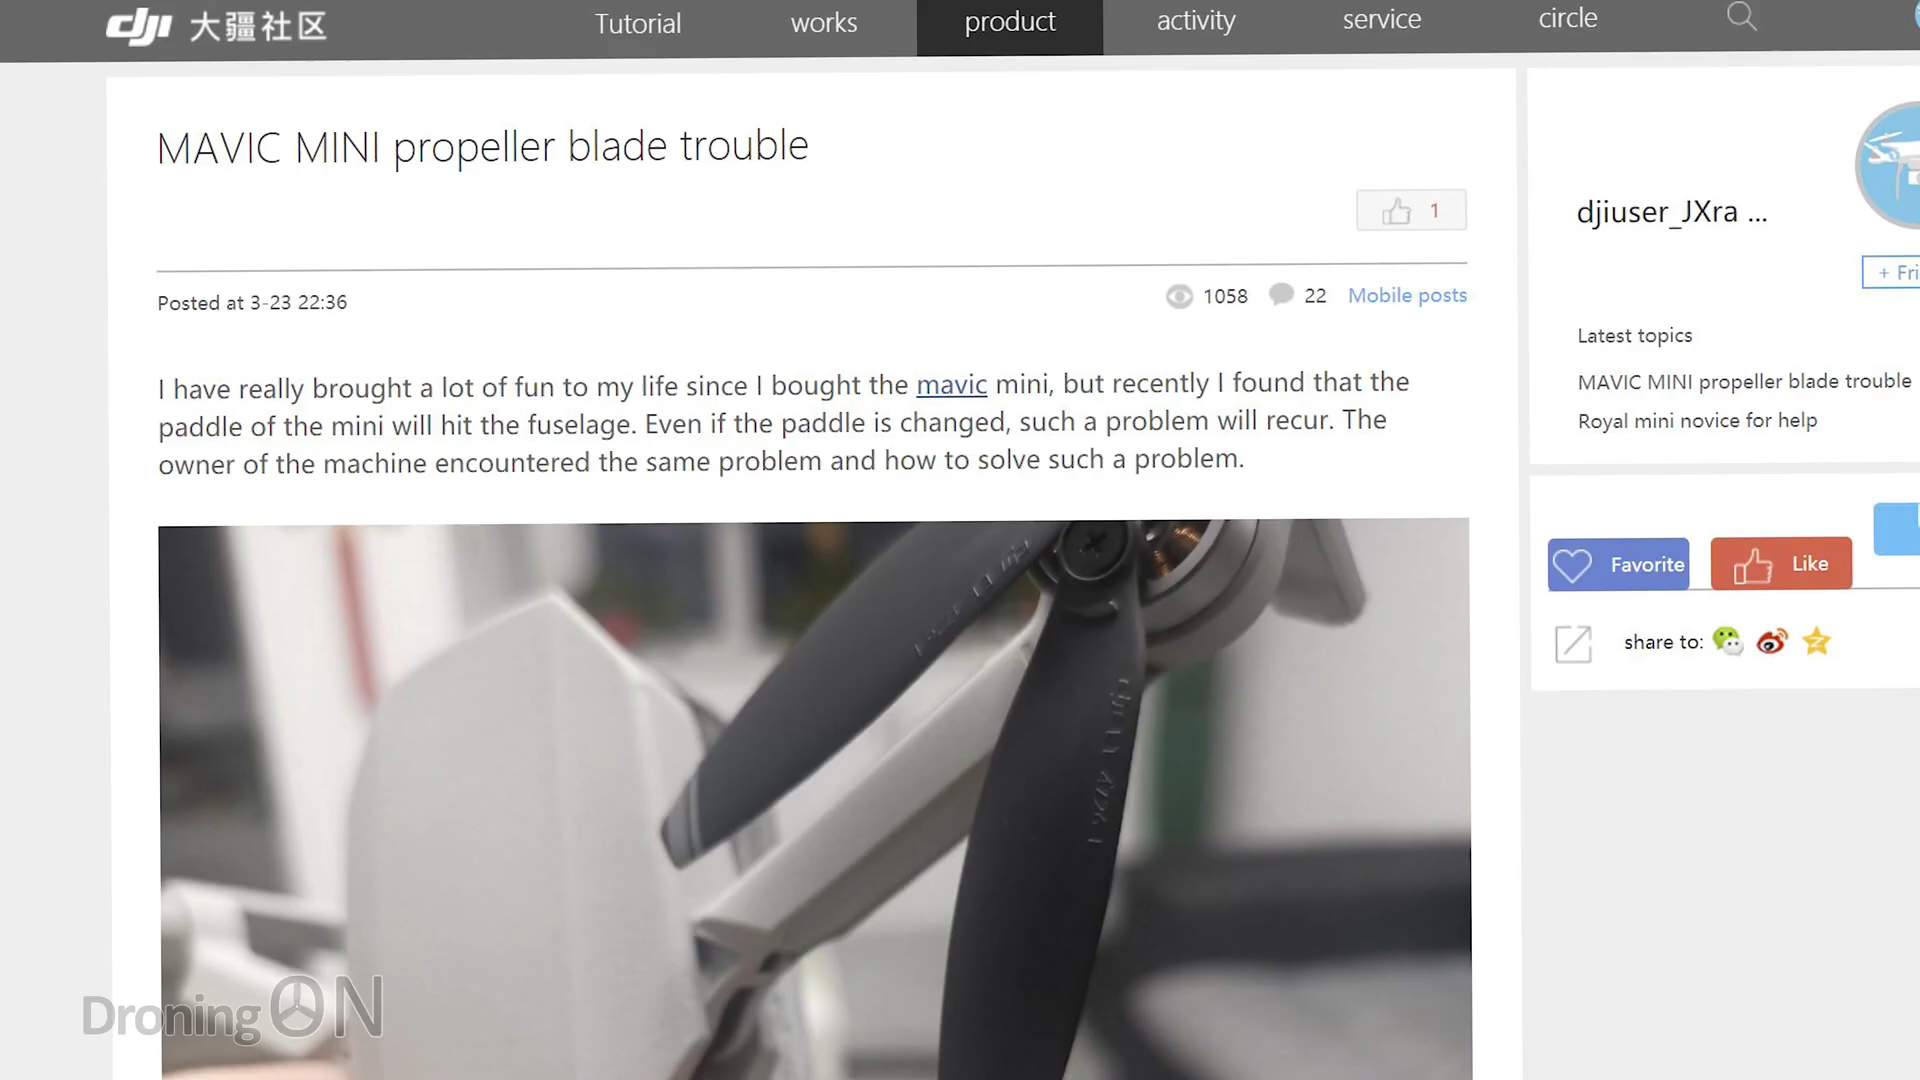 dji 大疆社区
Tutorial
works
product
activity
service
circle
MAVIC MINI propeller blade trouble
1
Posted at 3-23 22:36
1058
22
Mobile posts
I have really brought a lot of fun to my life since I bought the mavic mini, but recently I found that the
paddle of the mini will hit the fuselage. Even if the paddle is changed, such a problem will recur. The
owner of the machine encountered the same problem and how to solve such a problem.
djiuser_JXra ...
+ Fri
Latest topics
MAVIC MINI propeller blade trouble
Royal mini novice for help
Favorite
Like
share to:
DroningON